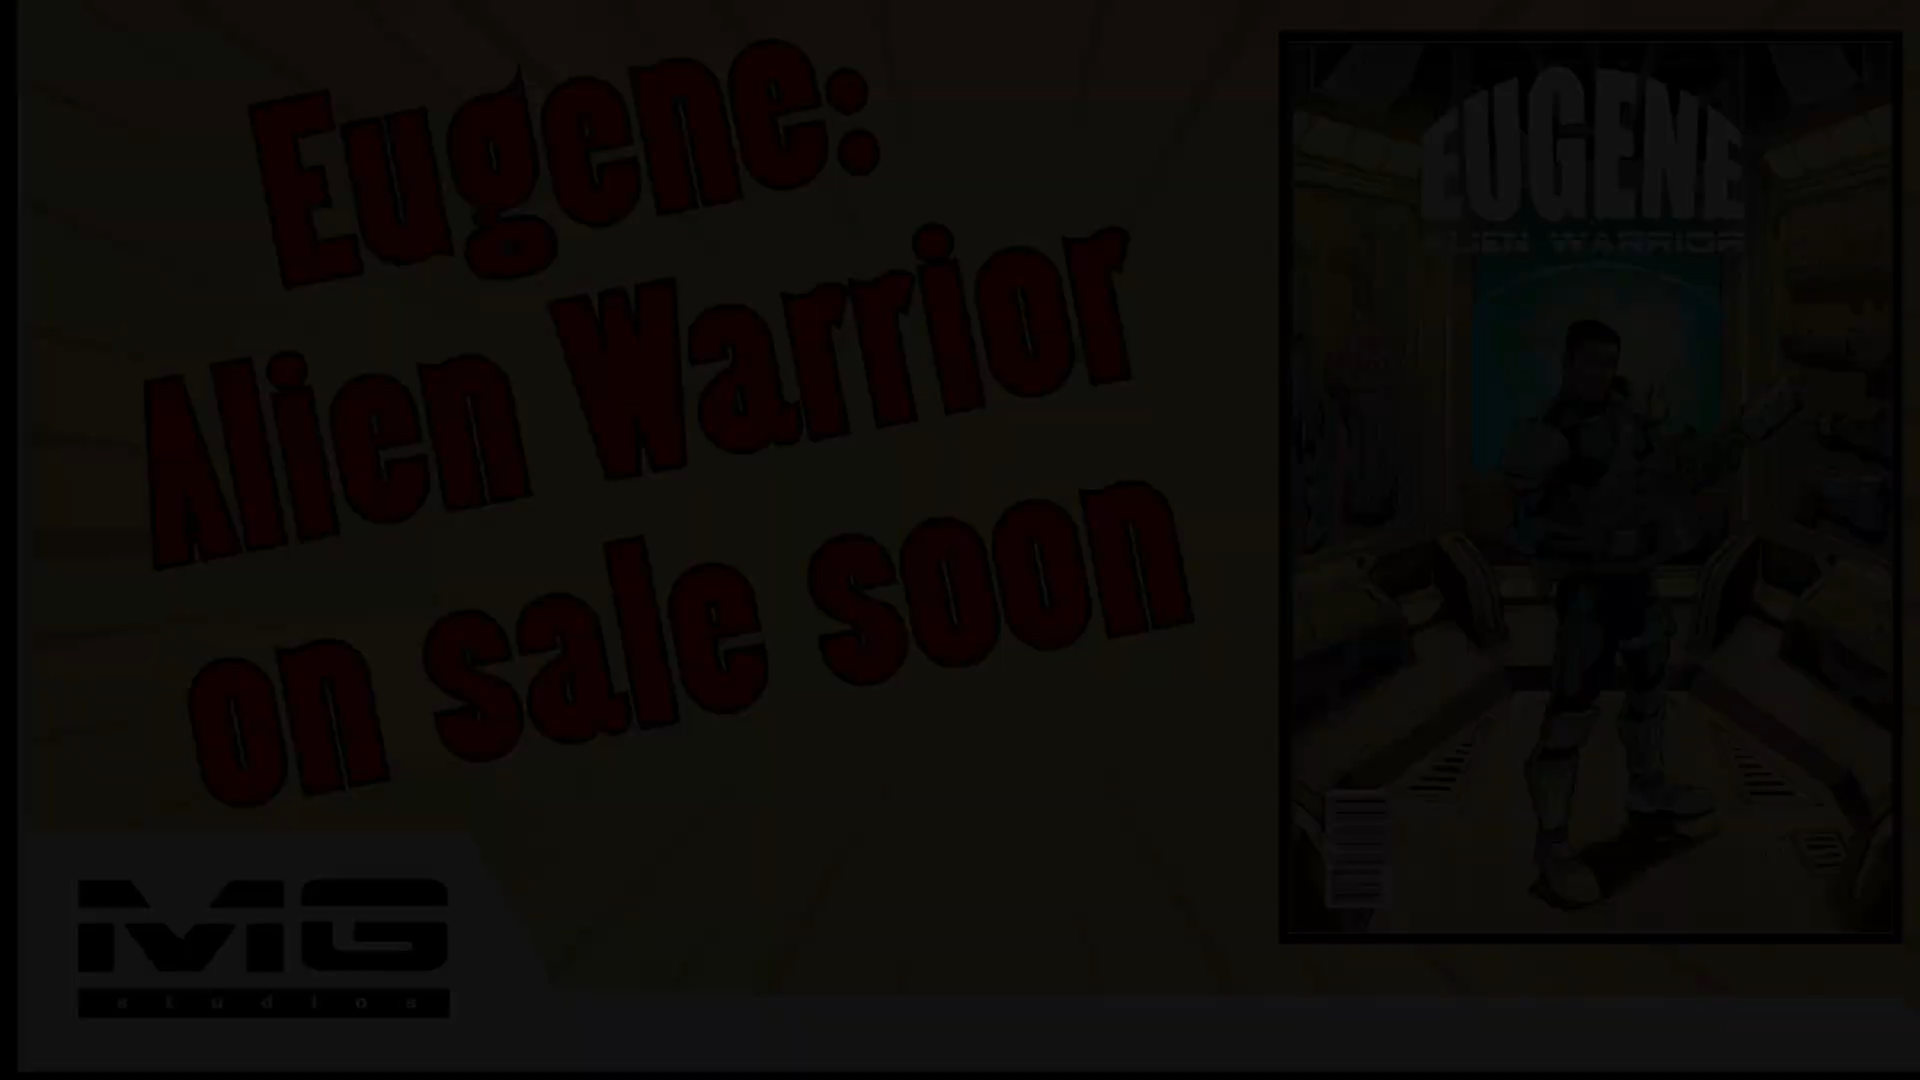 Eugene:
Alien Warrior
on sale soon
EUGENE
ALIEN WARRIOR
MG
studios